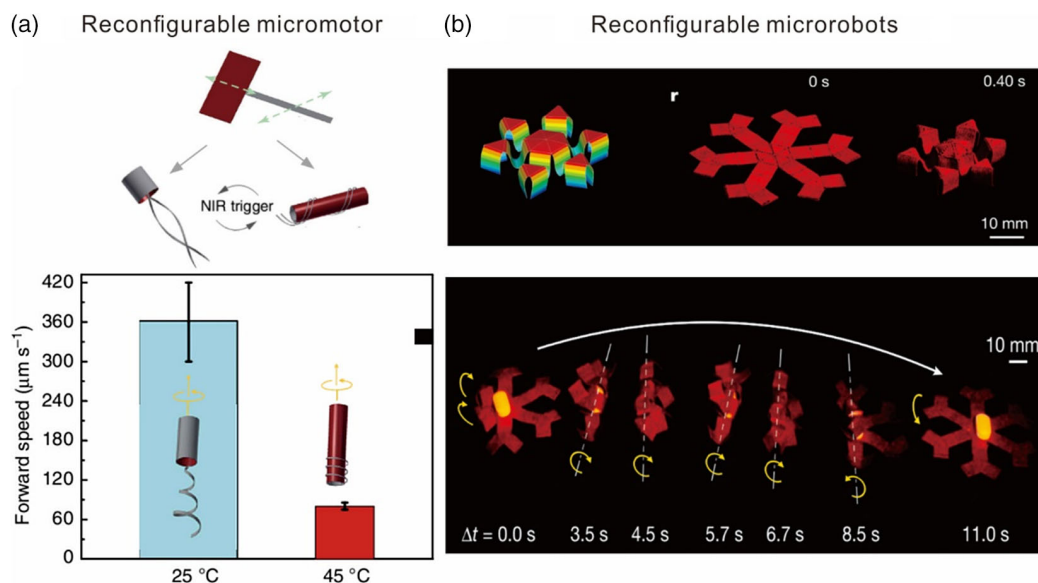 (a) Reconfigurable micromotor
NIR trigger
Forward speed (μm s⁻¹)
420
360
300
240
180
120
60
0
25 °C 45 °C
(b) Reconfigurable microrobots
r 0 s 0.40 s
10 mm
10 mm
Δt = 0.0 s 3.5 s 4.5 s 5.7 s 6.7 s 8.5 s 11.0 s